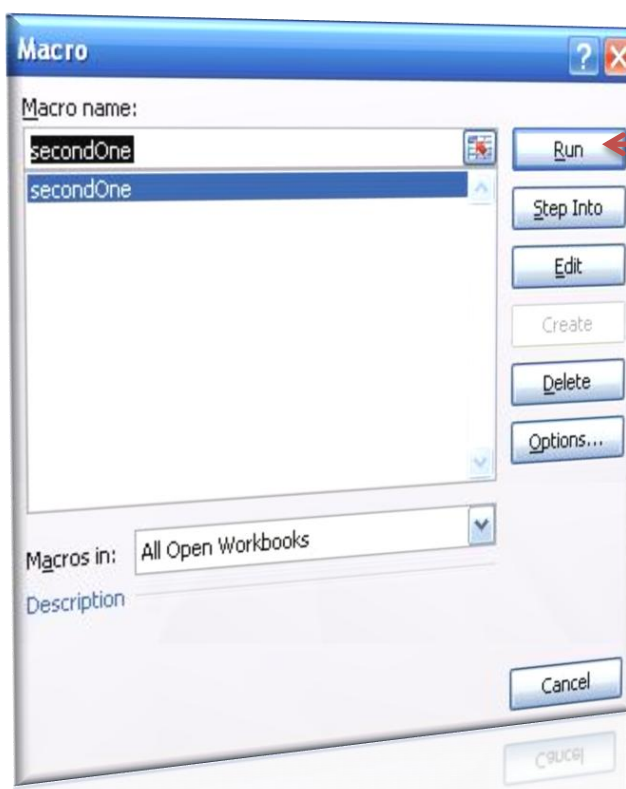 Macro
Macro name:
secondOne
secondOne
Run
Step Into
Edit
Create
Delete
Options...
Macros in: All Open Workbooks
Description
Cancel
Cancel